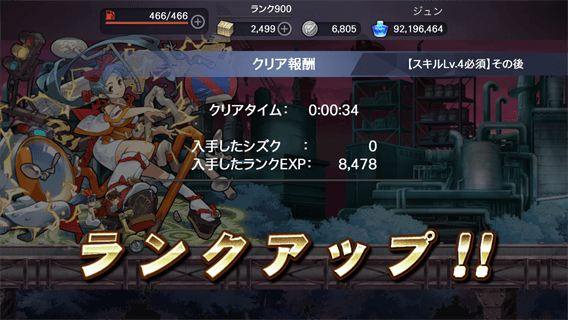 ランク900
ジュン
466/466
2,499
6,805
92,196,464
クリア報酬
【スキルLv.4必須】その後
クリアタイム: 0:00:34
入手したシズク : 0
入手したランクEXP: 8,478
ランクアップ!!